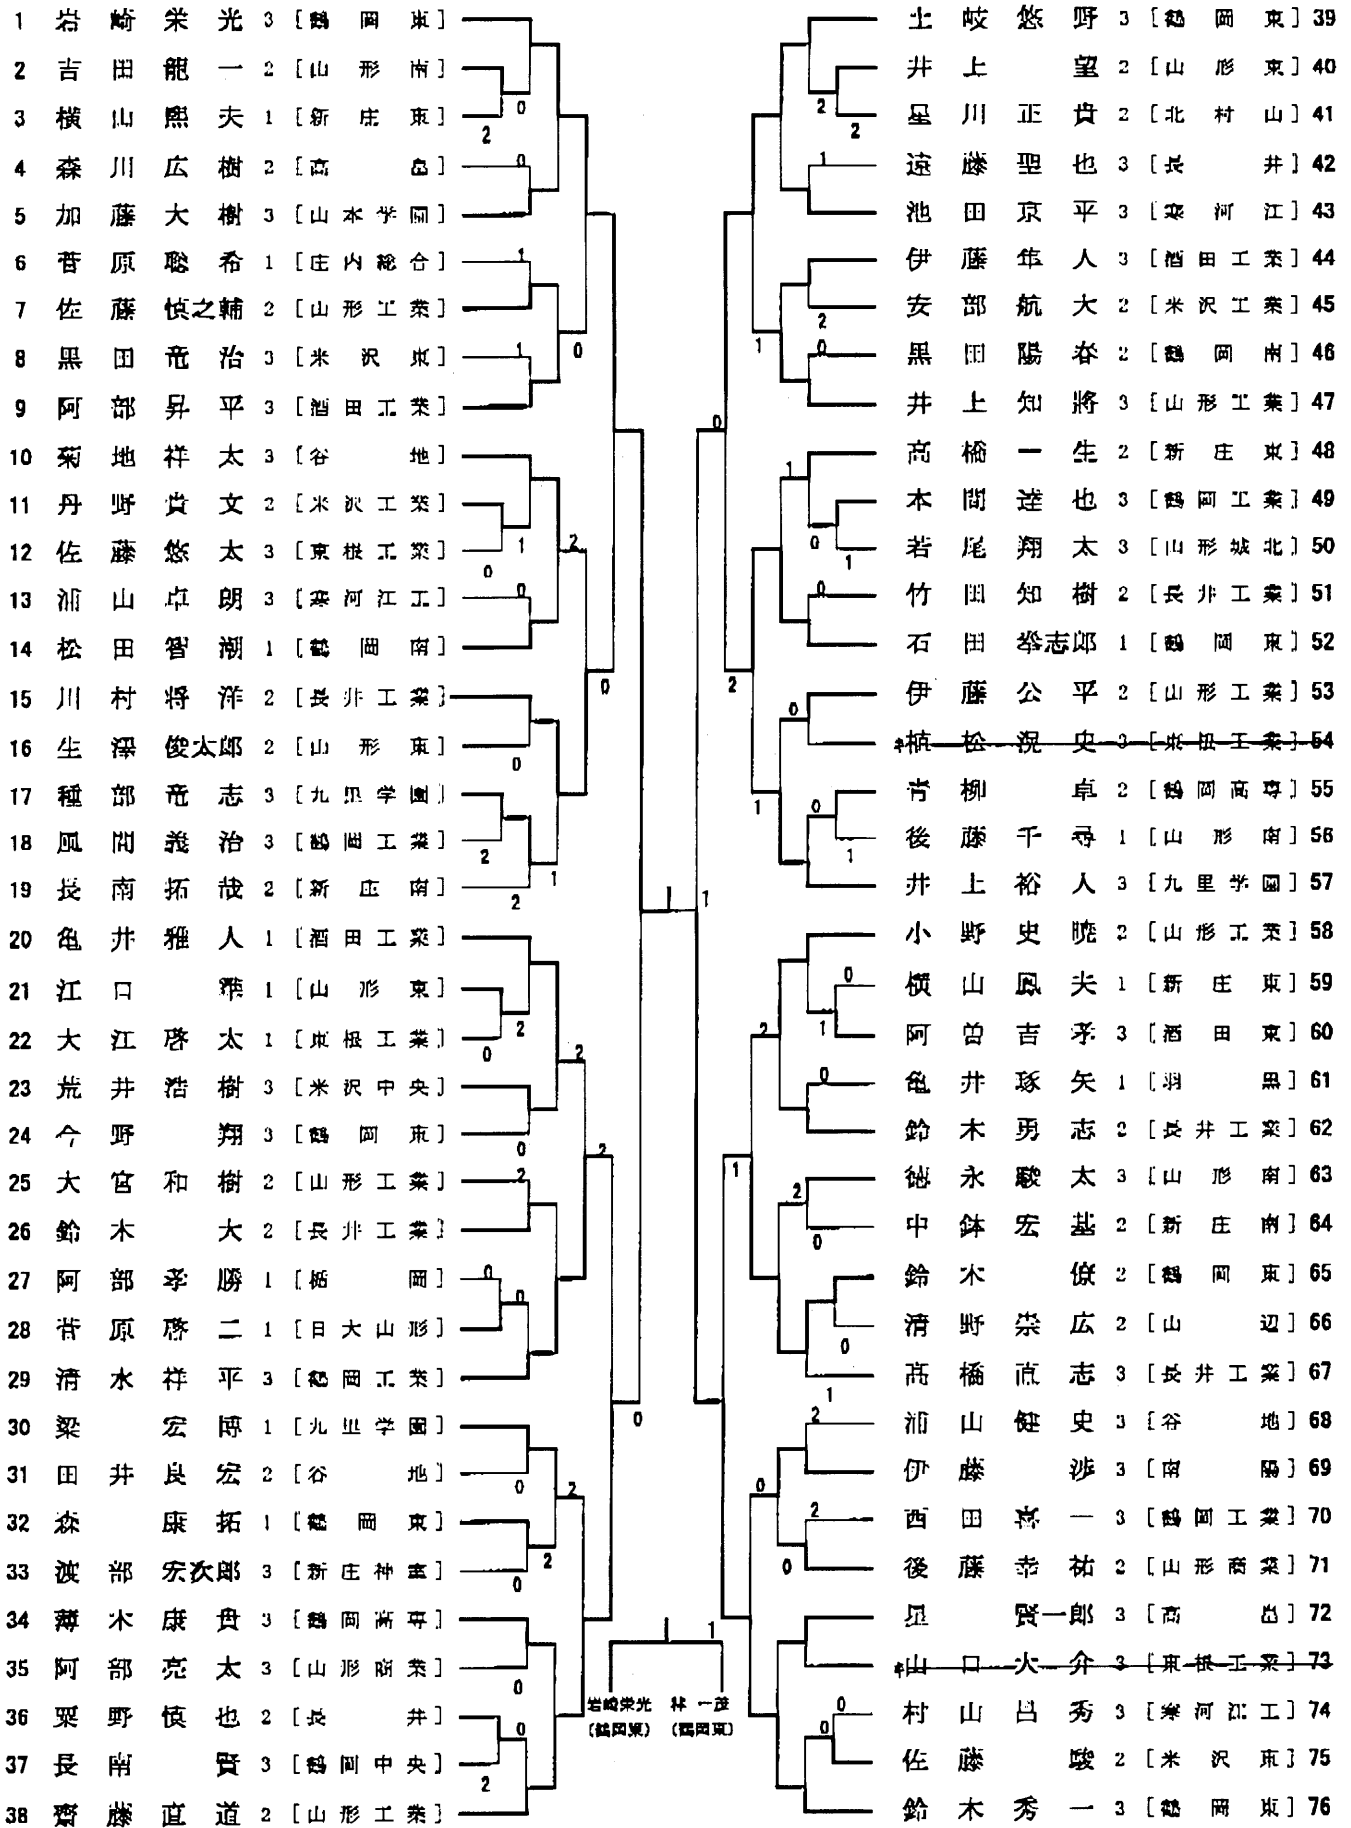 1 岩崎栄光 3 [鶴岡東]
2 吉田龍一 2 [山形南]
3 横山熙夫 1 [新庄東]
4 森川広樹 2 [高畠]
5 加藤大樹 3 [山本学園]
6 菅原聡希 1 [庄内総合]
7 佐藤慎之輔 2 [山形工業]
8 黒田竜治 3 [米沢東]
9 阿部昇平 3 [酒田工業]
10 菊地祥太 3 [谷地]
11 丹野貴文 2 [米沢工業]
12 佐藤悠太 3 [東根工業]
13 浦山卓朗 3 [寒河江工]
14 松田智潮 1 [鶴岡南]
15 川村将洋 2 [長井工業]
16 生澤俊太郎 2 [山形東]
17 種部竜志 3 [九里学園]
18 風間義治 3 [鶴岡工業]
19 長南拓哉 2 [新庄南]
20 亀井雅人 1 [酒田工業]
21 江口 1 [山形東]
22 大江啓太 1 [東根工業]
23 荒井浩樹 3 [米沢中央]
24 今野翔 3 [鶴岡東]
25 大宮和樹 2 [山形工業]
26 鈴木大 2 [長井工業]
27 阿部孝勝 1 [楯岡]
28 菅原啓二 1 [日大山形]
29 清水祥平 3 [鶴岡工業]
30 梁宏博 1 [九里学園]
31 田井良宏 2 [谷地]
32 森康拓 1 [鶴岡東]
33 渡部宏次郎 3 [新庄神室]
34 薄木康貴 3 [鶴岡高専]
35 阿部亮太 3 [山形商業]
36 粟野慎也 2 [長井]
37 長南賢 3 [鶴岡中央]
38 齋藤直道 2 [山形工業]
土岐悠野 3 [鶴岡東] 39
井上望 2 [山形東] 40
星川正貴 2 [北村山] 41
遠藤聖也 3 [長井] 42
池田京平 3 [寒河江] 43
伊藤隼人 3 [酒田工業] 44
安部航大 2 [米沢工業] 45
黒田陽春 2 [鶴岡南] 46
井上知將 3 [山形工業] 47
高橋一生 2 [新庄東] 48
本間達也 3 [鶴岡工業] 49
若尾翔太 3 [山形城北] 50
竹田知樹 2 [長井工業] 51
石田拳志郎 1 [鶴岡東] 52
伊藤公平 2 [山形工業] 53
植松滉史 3 [東根工業] 54
青柳卓 2 [鶴岡高専] 55
後藤千尋 1 [山形南] 56
井上裕人 3 [九里学園] 57
小野史暁 2 [山形工業] 58
横山鳳夫 1 [新庄東] 59
阿曽吉孝 3 [酒田東] 60
亀井琢矢 1 [羽黒] 61
鈴木勇志 2 [長井工業] 62
徳永駿太 3 [山形南] 63
中鉢宏基 2 [新庄南] 64
鈴木僚 2 [鶴岡東] 65
清野崇広 2 [山辺] 66
高橋直志 3 [長井工業] 67
浦山健史 3 [谷地] 68
伊藤渉 3 [南陽] 69
西田喜一 3 [鶴岡工業] 70
後藤幸祐 2 [山形商業] 71
星賢一郎 3 [高畠] 72
山口大介 3 [東根工業] 73
村山昌秀 3 [寒河江工] 74
佐藤駿 2 [米沢東] 75
鈴木秀一 3 [鶴岡東] 76
1
岩崎栄光 林一茂
(鶴岡東) (鶴岡東)